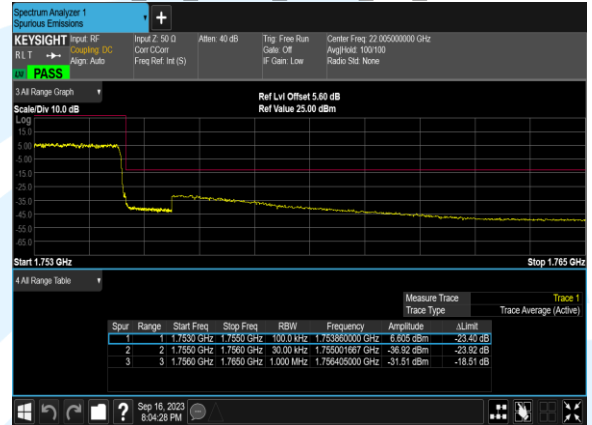 Spectrum Analyzer 1
Spurious Emissions
+
KEYSIGHT Input: RF Input Z: 50 Ω Atten: 40 dB Trig: Free Run Center Freq: 22.005000000 GHz
RLT Coupling: DC Corr CCorr Gate: Off Avg|Hold: 100/100
Align: Auto Freq Ref: Int (S) IF Gain: Low Radio Std: None
PASS
3 All Range Graph
Ref Lvl Offset 5.60 dB
Scale/Div 10.0 dB Ref Value 25.00 dBm
Log
15.0
5.00
-5.00
-15.0
-25.0
-35.0
-45.0
-55.0
-65.0
Start 1.753 GHz Stop 1.765 GHz
4 All Range Table
Measure Trace Trace 1
Trace Type Trace Average (Active)
Spur Range Start Freq Stop Freq RBW Frequency Amplitude ΔLimit
1 1 1.7530 GHz 1.7550 GHz 100.0 kHz 1.753860000 GHz 6.605 dBm -23.40 dB
2 2 1.7550 GHz 1.7560 GHz 30.00 kHz 1.755001667 GHz -36.92 dBm -23.92 dB
3 3 1.7560 GHz 1.7650 GHz 1.000 MHz 1.756405000 GHz -31.51 dBm -18.51 dB
? Sep 16, 2023
8:04:28 PM